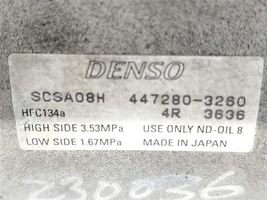 DENSO
SCSA08H 447280-3260
HFC134a 4R 3636
HIGH SIDE 3.53MPa USE ONLY ND-OIL 8
LOW SIDE 1.67MPa MADE IN JAPAN